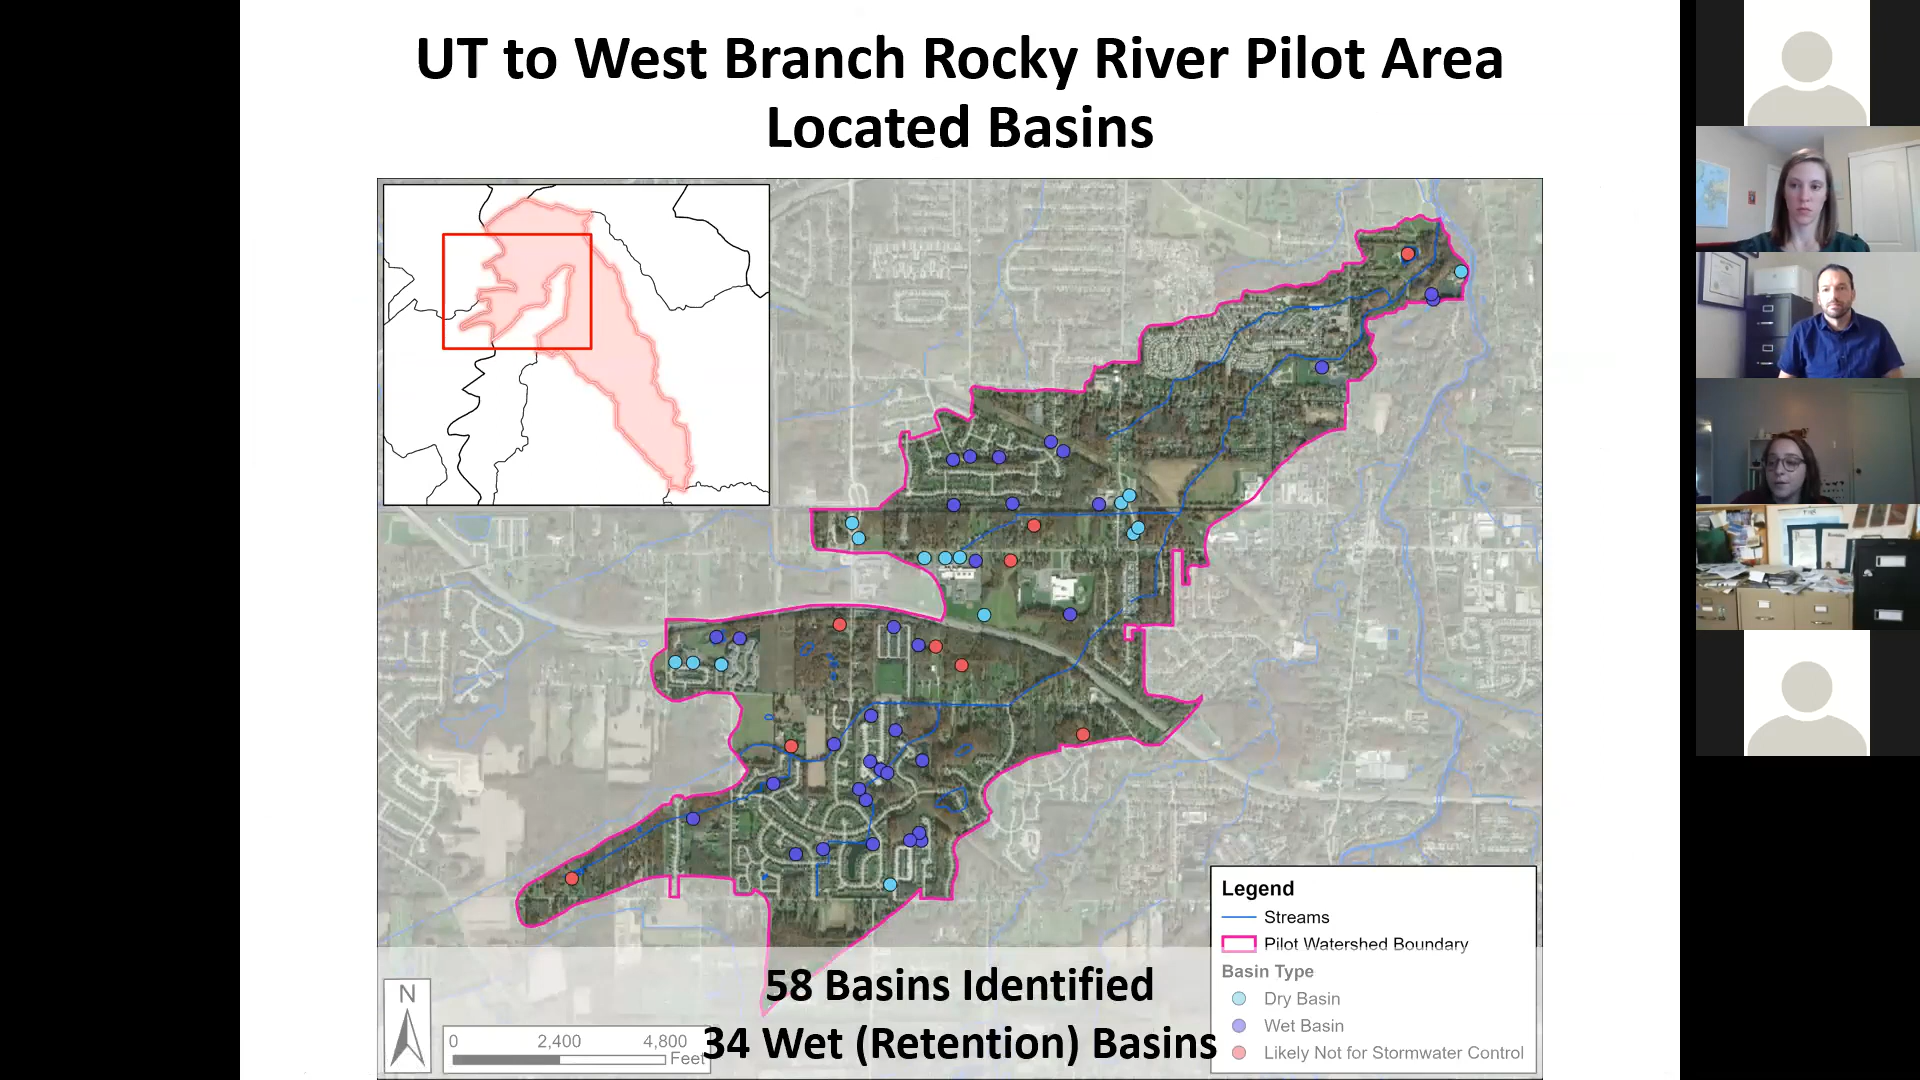 UT to West Branch Rocky River Pilot Area
Located Basins
Legend
Streams
Pilot Watershed Boundary
Basin Type
Dry Basin
Wet Basin
Likely Not for Stormwater Control
N
0 2,400 4,800
Feet
58 Basins Identified
34 Wet (Retention) Basins